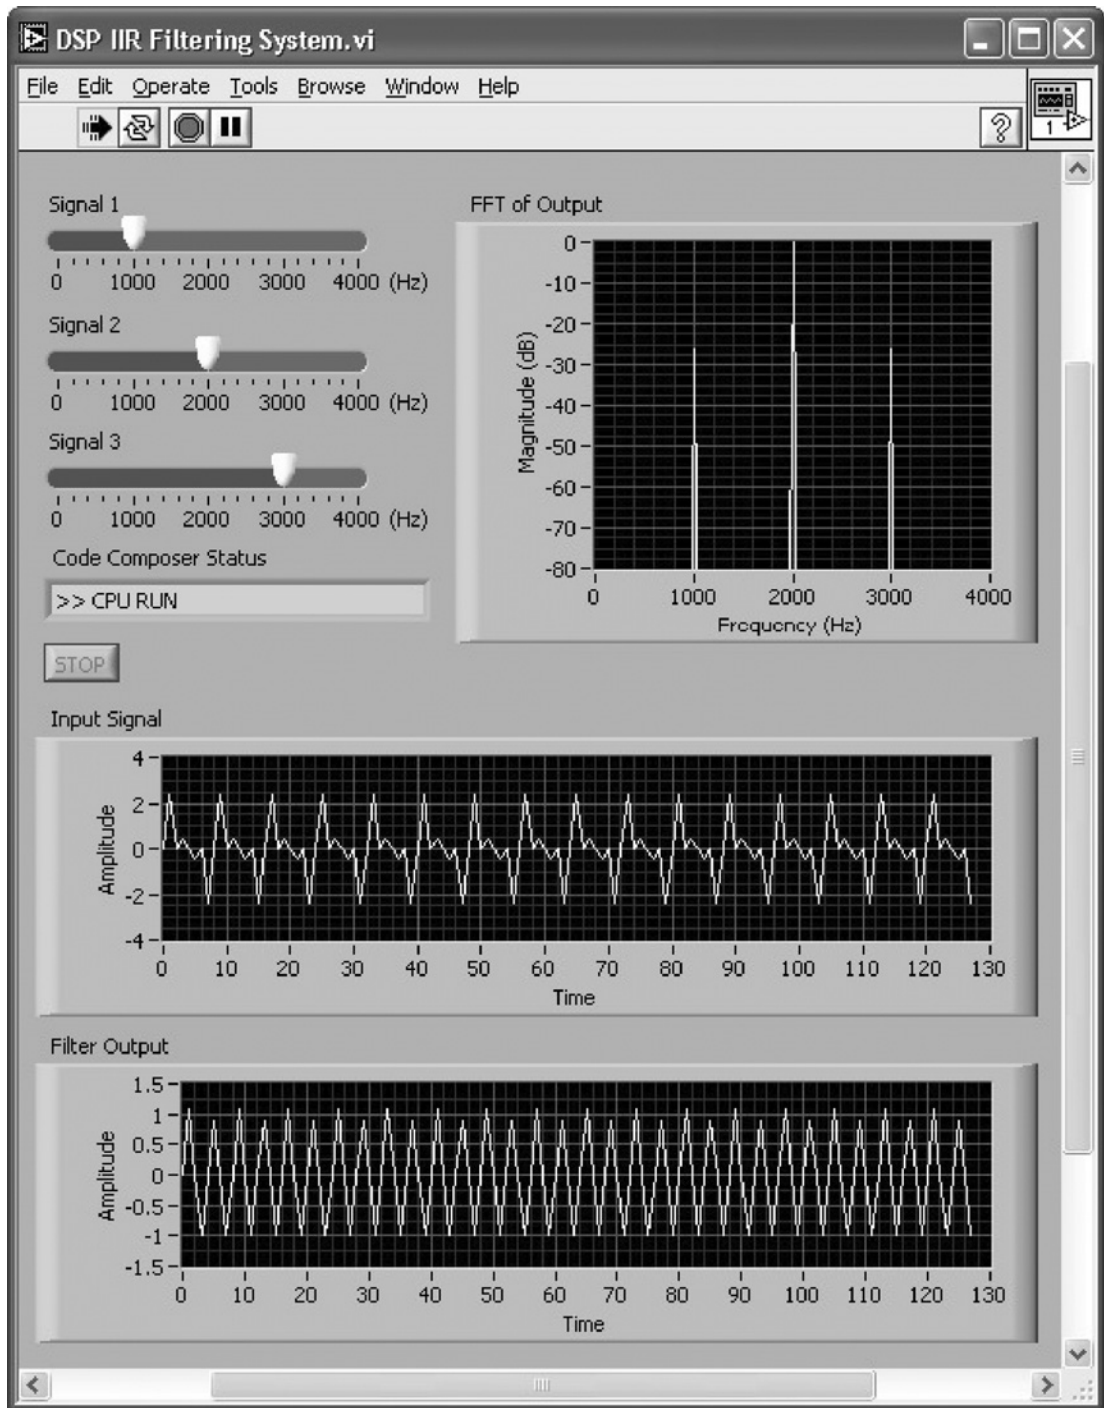 DSP IIR Filtering System.vi
File Edit Operate Tools Browse Window Help
1
Signal 1
0 1000 2000 3000 4000 (Hz)
Signal 2
0 1000 2000 3000 4000 (Hz)
Signal 3
0 1000 2000 3000 4000 (Hz)
Code Composer Status
>> CPU RUN
STOP
FFT of Output
Magnitude (dB)
0
-10
-20
-30
-40
-50
-60
-70
-80
0 1000 2000 3000 4000
Frequency (Hz)
Input Signal
Amplitude
4
2
0
-2
-4
0 10 20 30 40 50 60 70 80 90 100 110 120 130
Time
Filter Output
Amplitude
1.5
1
0.5
0
-0.5
-1
-1.5
0 10 20 30 40 50 60 70 80 90 100 110 120 130
Time